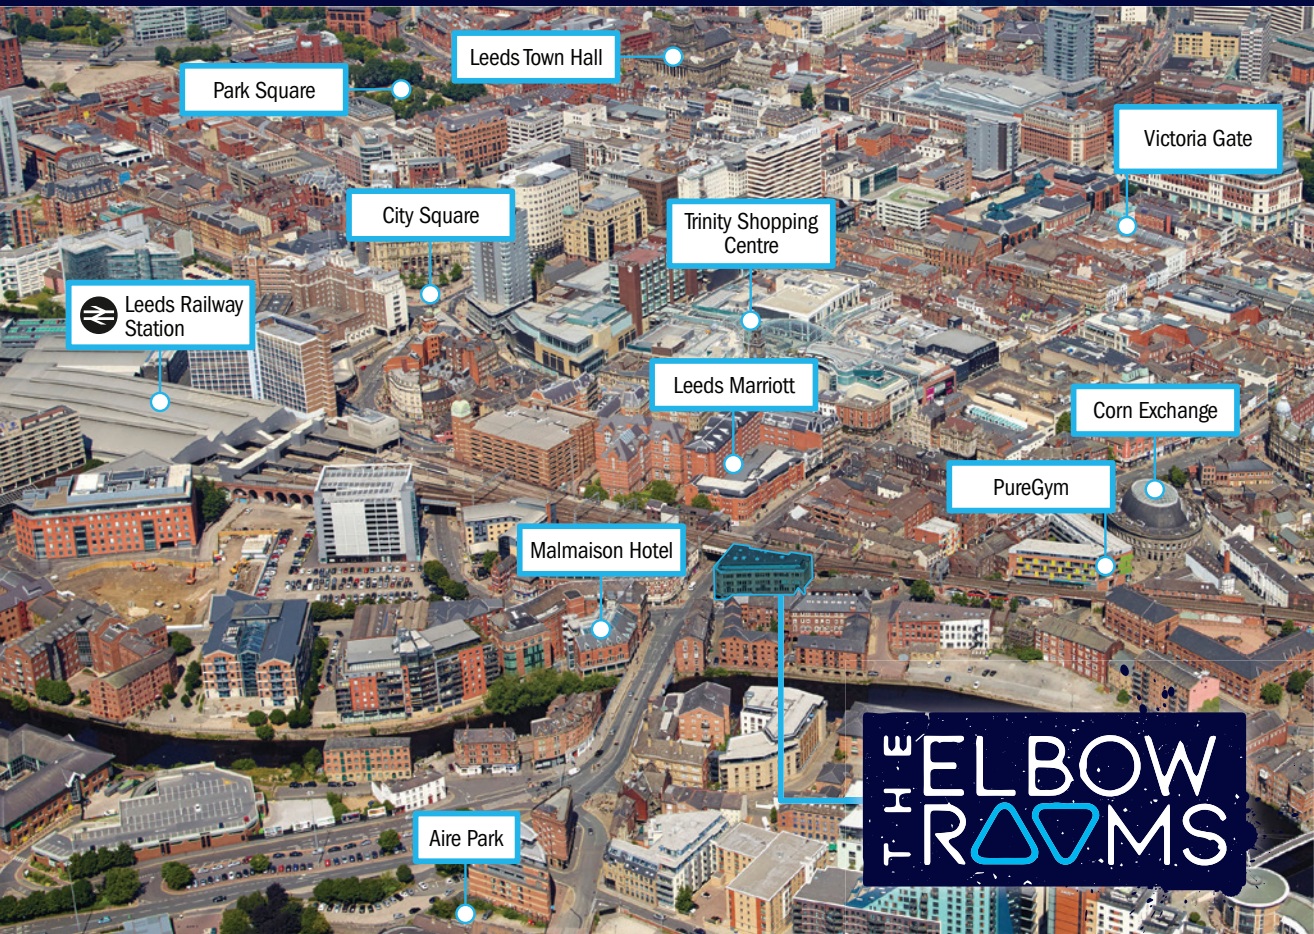 Leeds Town Hall
Park Square
Victoria Gate
City Square
Trinity Shopping
Centre
Leeds Railway
Station
Leeds Marriott
Corn Exchange
PureGym
Malmaison Hotel
THE
ELBOW
ROOMS
Aire Park